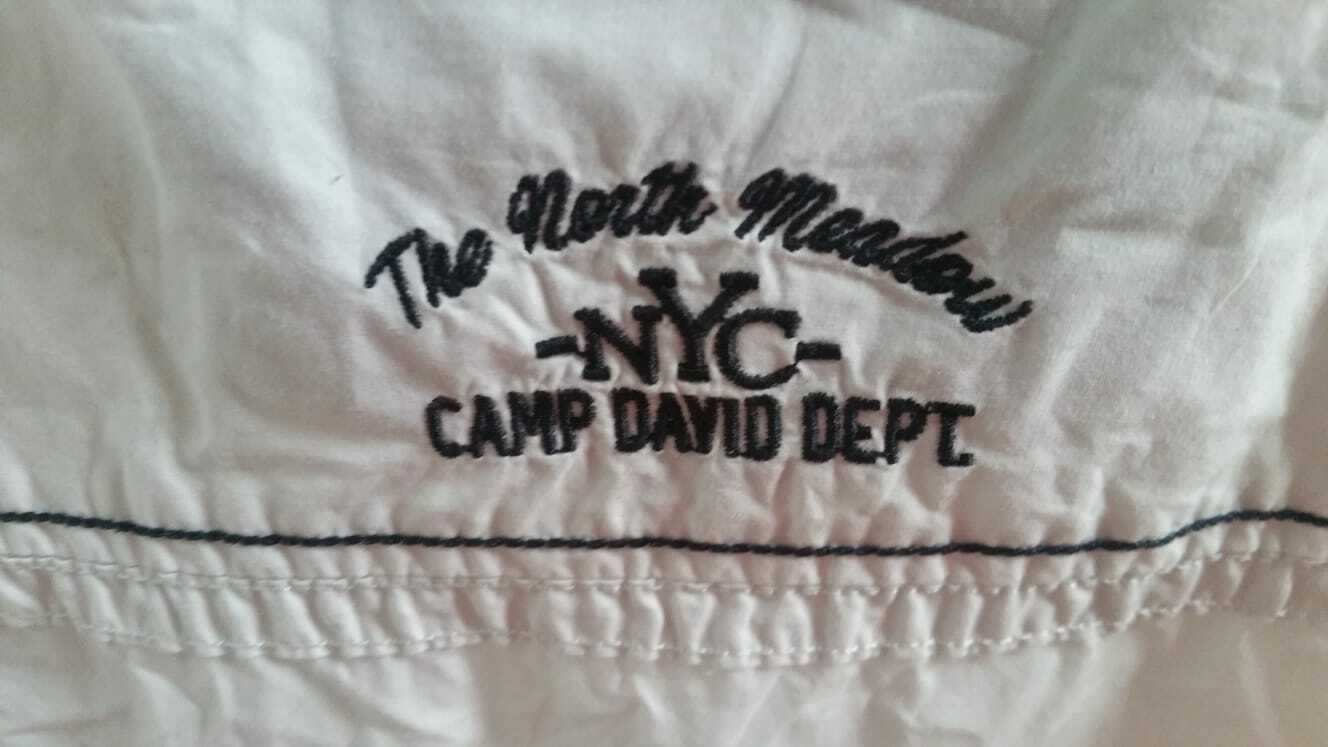 The North Meadow
-NYC-
CAMP DAVID DEPT.